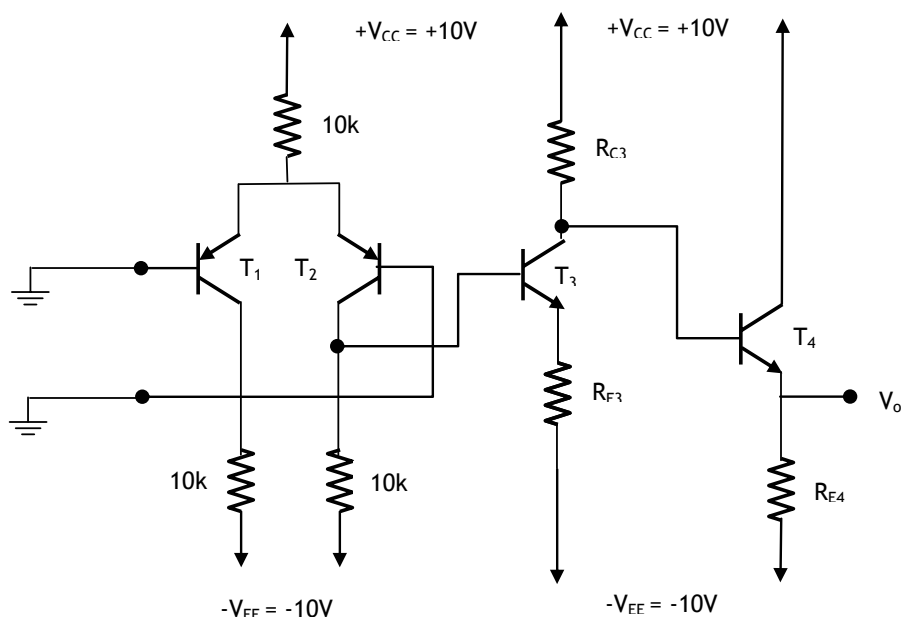 +VCC = +10V
+VCC = +10V
10k
RC3
T1
T2
T3
T4
RE3
Vo
10k
10k
RE4
-VEE = -10V
-VEE = -10V